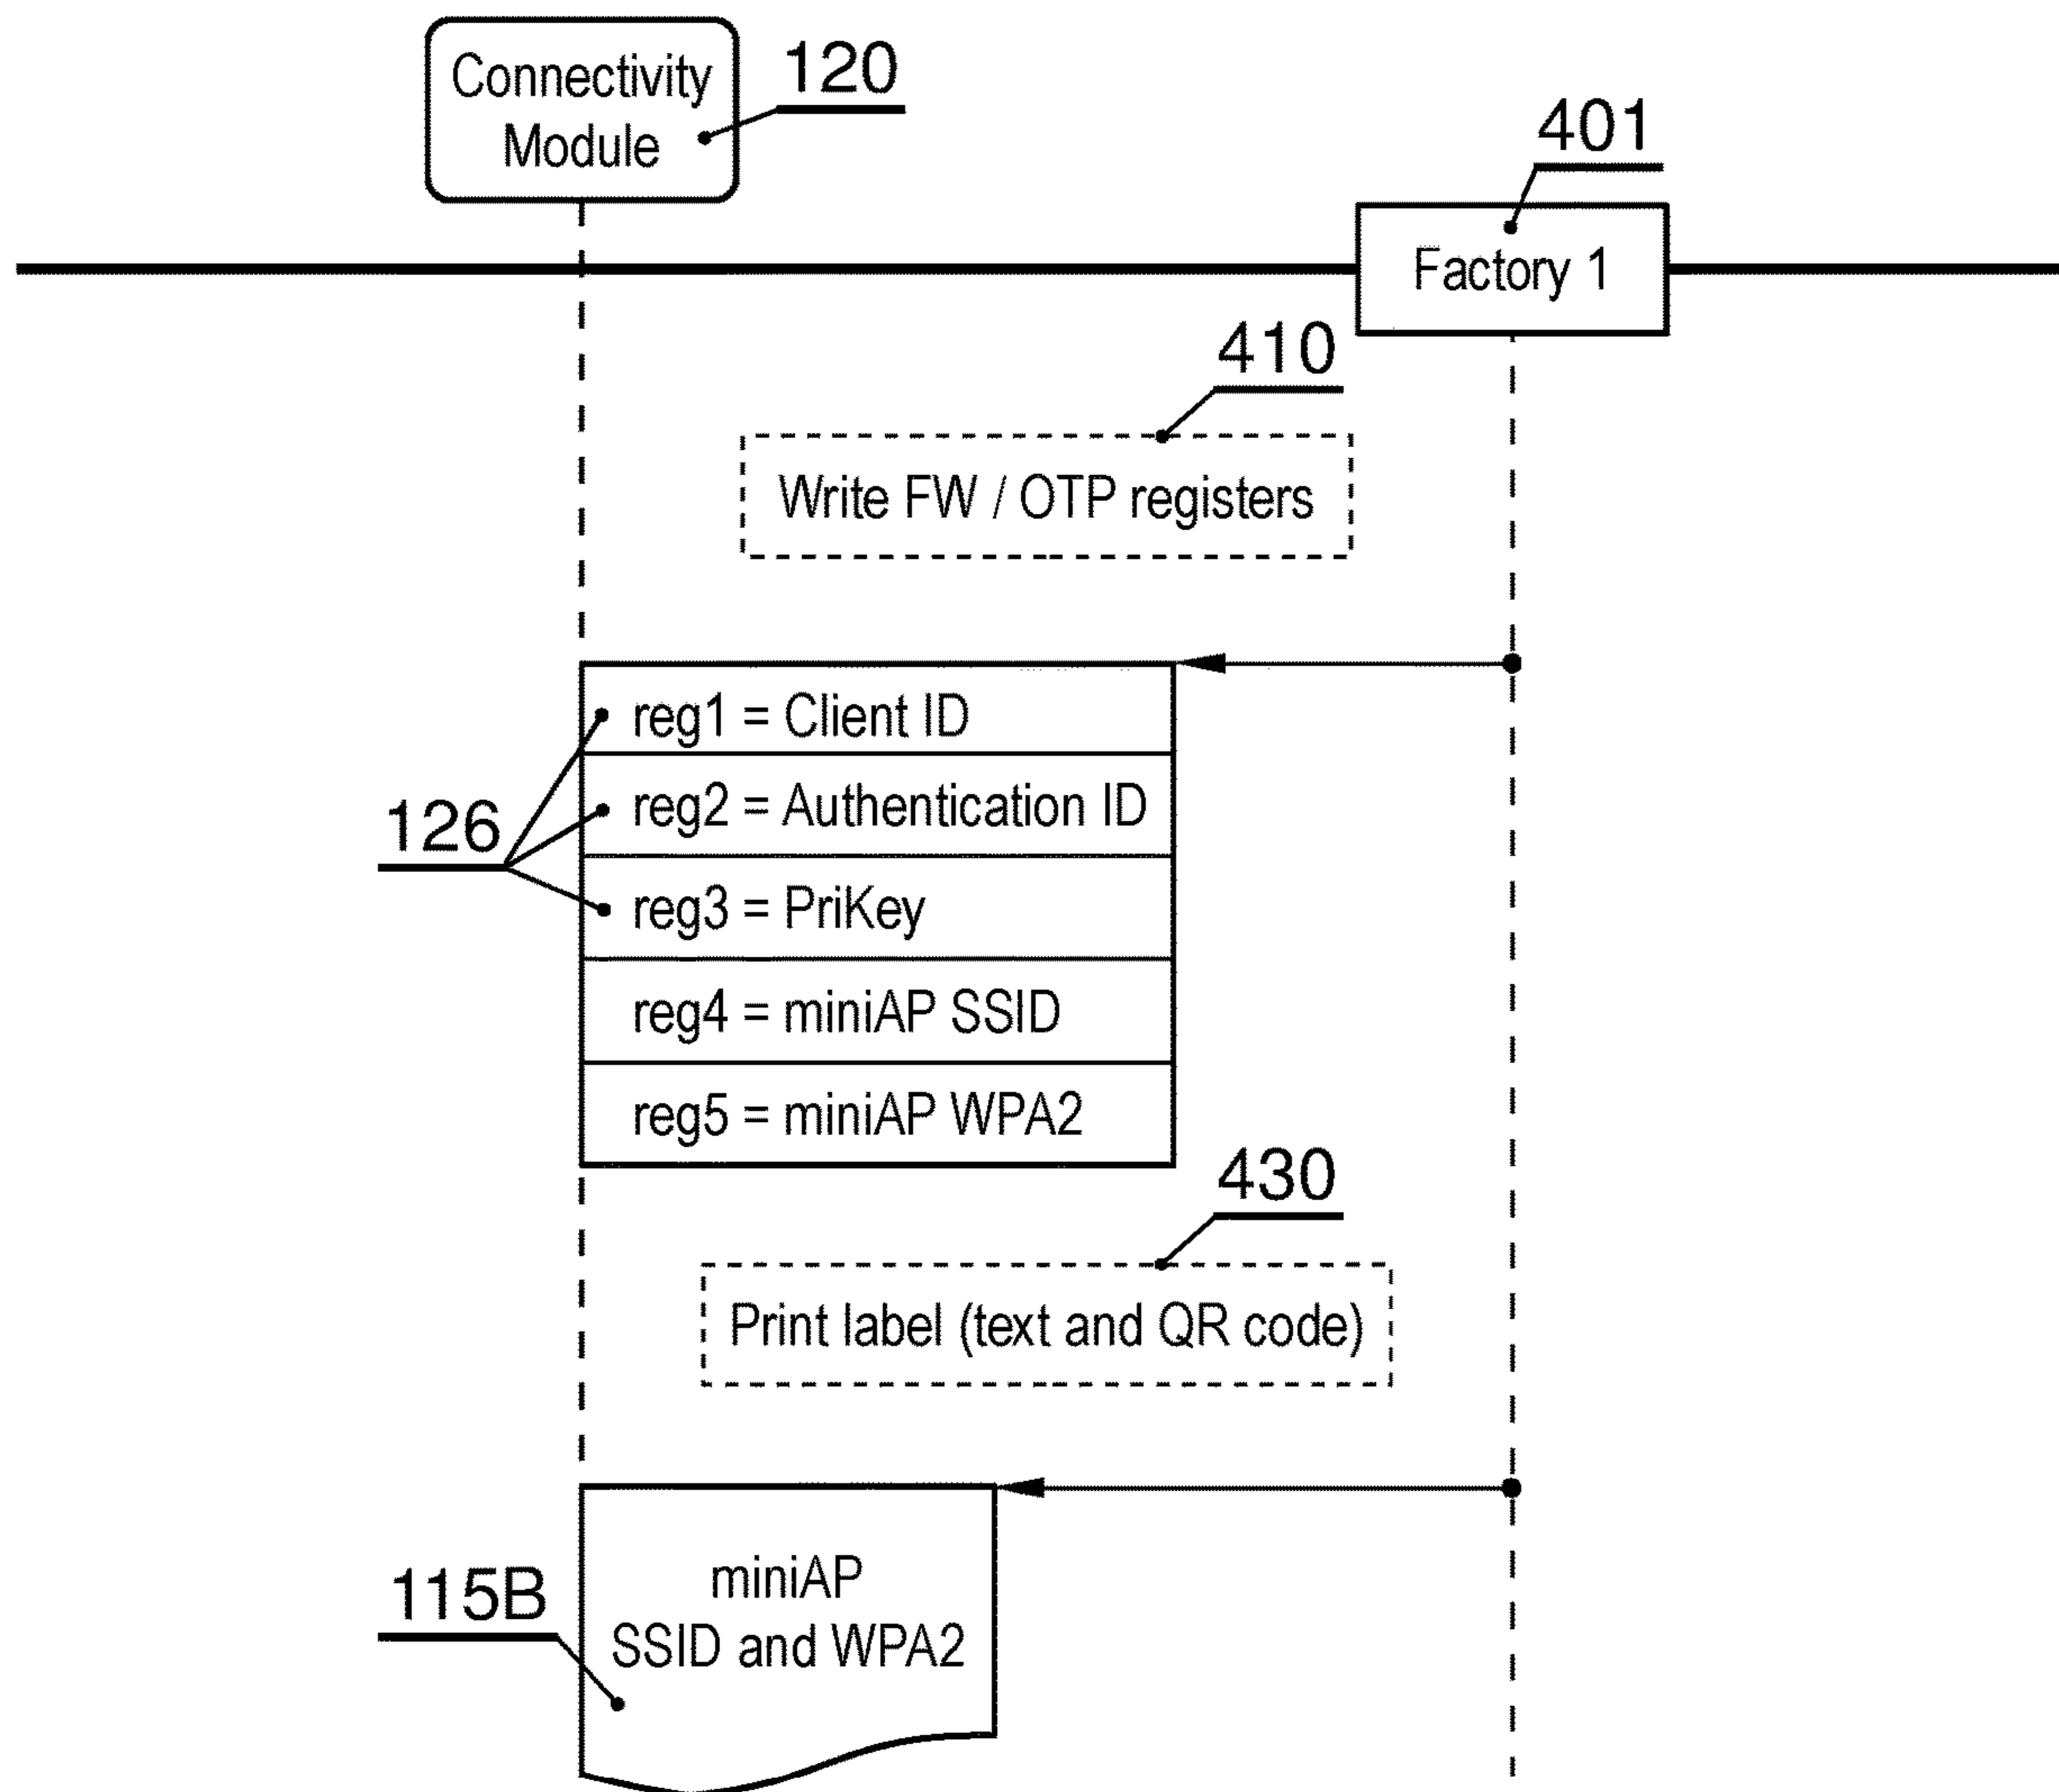 Connectivity
Module
120
401
Factory 1
410
Write FW / OTP registers
reg1 = Client ID
reg2 = Authentication ID
126
reg3 = PriKey
reg4 = miniAP SSID
reg5 = miniAP WPA2
430
Print label (text and QR code)
115B
miniAP
SSID and WPA2